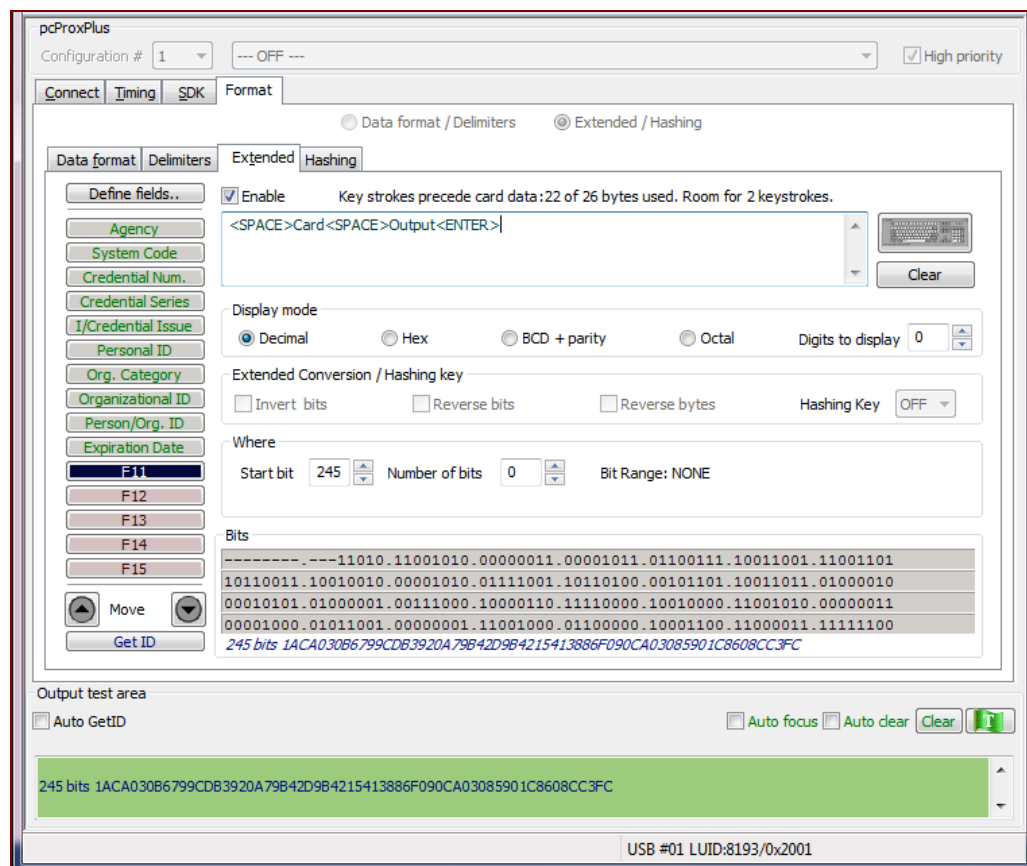 pcProxPlus
Configuration # 1 --- OFF --- High priority
Connect Timing SDK Format
Data format / Delimiters Extended / Hashing
Data format Delimiters Extended Hashing
Define fields.. Enable Key strokes precede card data:22 of 26 bytes used. Room for 2 keystrokes.
<SPACE>Card<SPACE>Output<ENTER>
Agency
System Code
Credential Num. Clear
Credential Series
I/Credential Issue
Personal ID
Org. Category
Organizational ID
Person/Org. ID
Expiration Date
F11
F12
F13
F14
F15
Move
Get ID
Display mode
Decimal Hex BCD + parity Octal Digits to display 0
Extended Conversion / Hashing key
Invert bits Reverse bits Reverse bytes Hashing Key OFF
Where
Start bit 245 Number of bits 0 Bit Range: NONE
Bits
--------.---11010.11001010.00000011.00001011.01100111.10011001.11001101
10110011.10010010.00001010.01111001.10110100.00101101.10011011.01000010
00010101.01000001.00111000.10000110.11110000.10010000.11001010.00000011
00001000.01011001.00000001.11001000.01100000.10001100.11000011.11111100
245 bits 1ACA030B6799CDB3920A79B42D9B4215413886F090CA03085901C8608CC3FC
Output test area
Auto GetID Auto focus Auto clear Clear T
245 bits 1ACA030B6799CDB3920A79B42D9B4215413886F090CA03085901C8608CC3FC
USB #01 LUID:8193/0x2001